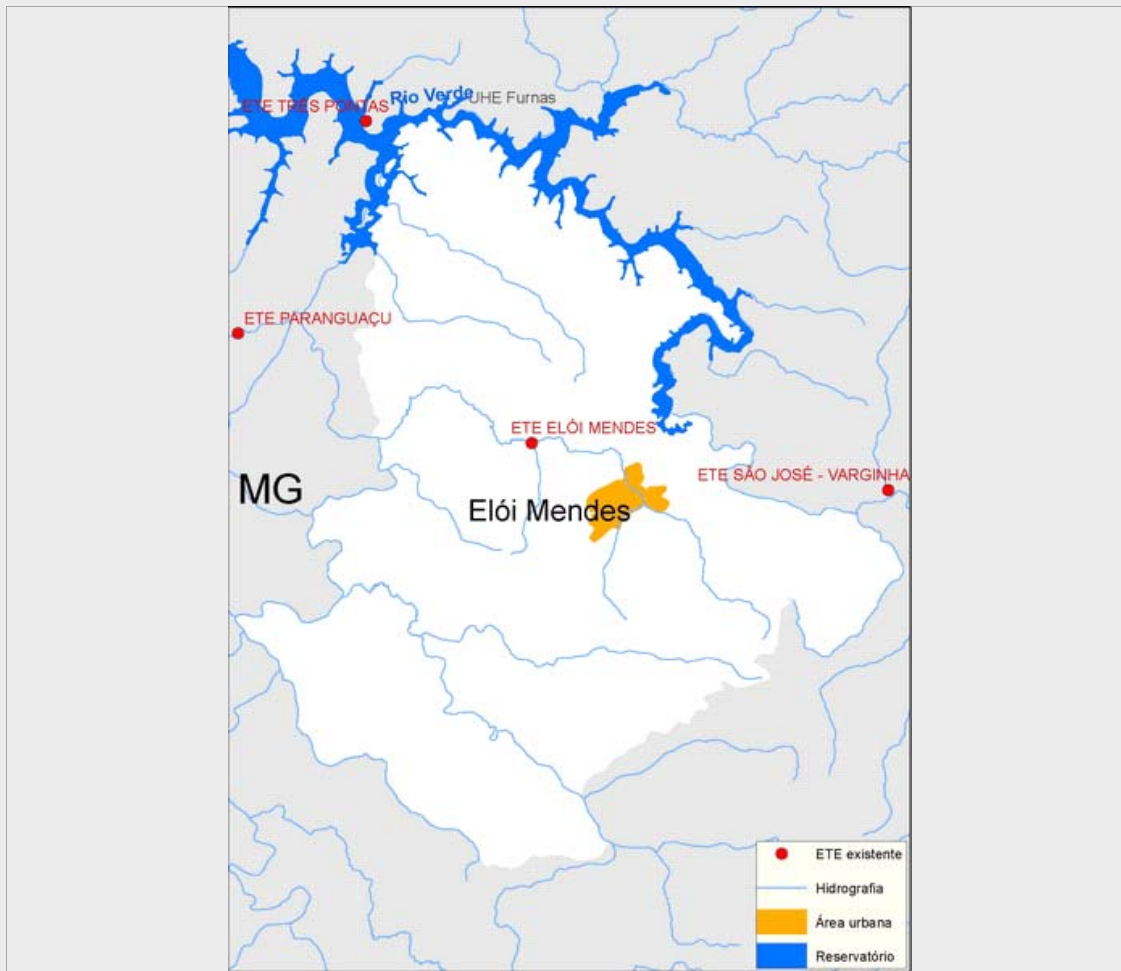 Rio Verde
UHE Furnas
ETE TRÊS PONTAS
ETE PARANGUAÇU
ETE ELÓI MENDES
ETE SÃO JOSÉ - VARGINHA
MG
Elói Mendes
ETE existente
Hidrografia
Área urbana
Reservatório